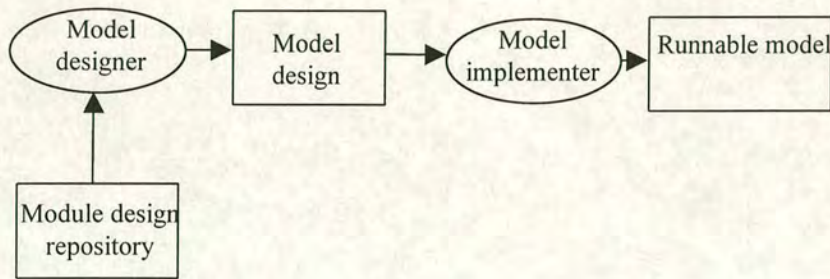 Model
designer
Model
design
Model
implementer
Runnable model
Module design
repository